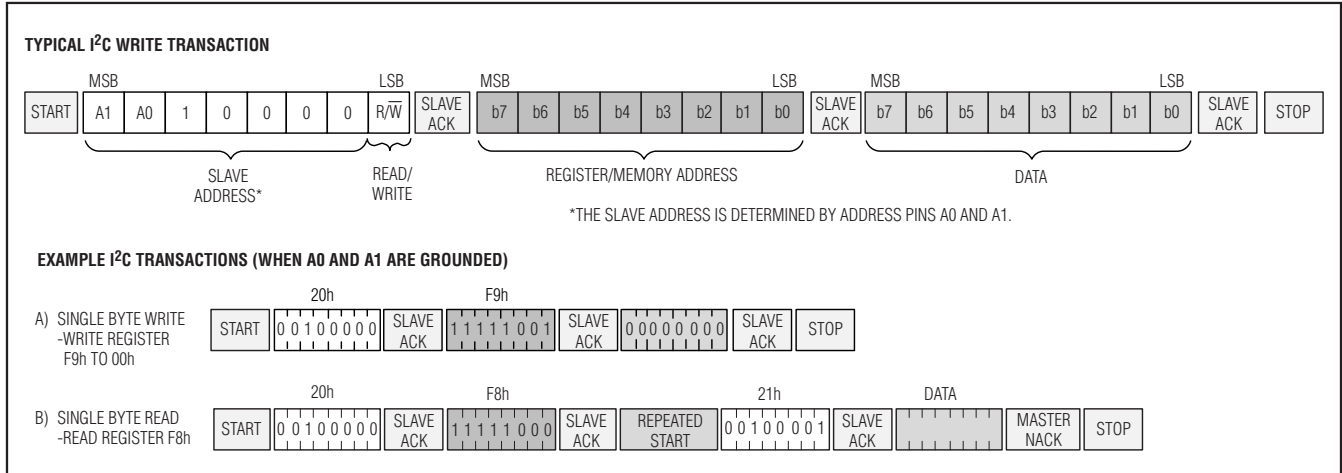 TYPICAL I²C WRITE TRANSACTION
MSB LSB MSB LSB MSB LSB
START A1 A0 1 0 0 0 0 R/W̅ SLAVE ACK b7 b6 b5 b4 b3 b2 b1 b0 SLAVE ACK b7 b6 b5 b4 b3 b2 b1 b0 SLAVE ACK STOP
SLAVE ADDRESS* READ/ WRITE REGISTER/MEMORY ADDRESS DATA
*THE SLAVE ADDRESS IS DETERMINED BY ADDRESS PINS A0 AND A1.
EXAMPLE I²C TRANSACTIONS (WHEN A0 AND A1 ARE GROUNDED)
20h F9h
A) SINGLE BYTE WRITE
-WRITE REGISTER
F9h TO 00h
START 0 0 1 0 0 0 0 0 SLAVE ACK 1 1 1 1 1 0 0 1 SLAVE ACK 0 0 0 0 0 0 0 0 SLAVE ACK STOP
20h F8h 21h DATA
B) SINGLE BYTE READ
-READ REGISTER F8h
START 0 0 1 0 0 0 0 0 SLAVE ACK 1 1 1 1 1 0 0 0 SLAVE ACK REPEATED START 0 0 1 0 0 0 0 1 SLAVE ACK MASTER NACK STOP